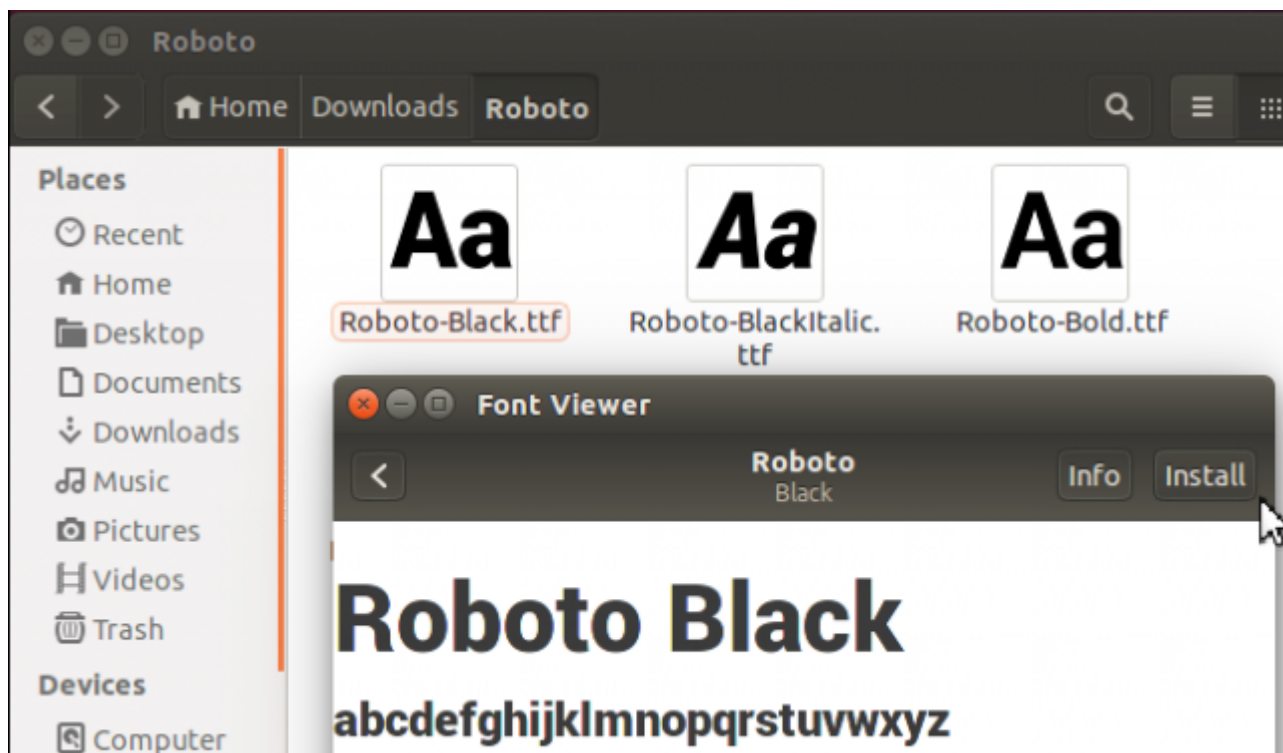 Roboto
Home Downloads Roboto
Places
Recent
Home
Desktop
Documents
Downloads
Music
Pictures
Videos
Trash
Devices
Computer
Aa Aa Aa
Roboto-Black.ttf Roboto-BlackItalic. Roboto-Bold.ttf
ttf
Font Viewer
Roboto
Black
Info Install
Roboto Black
abcdefghijklmnopqrstuvwxyz